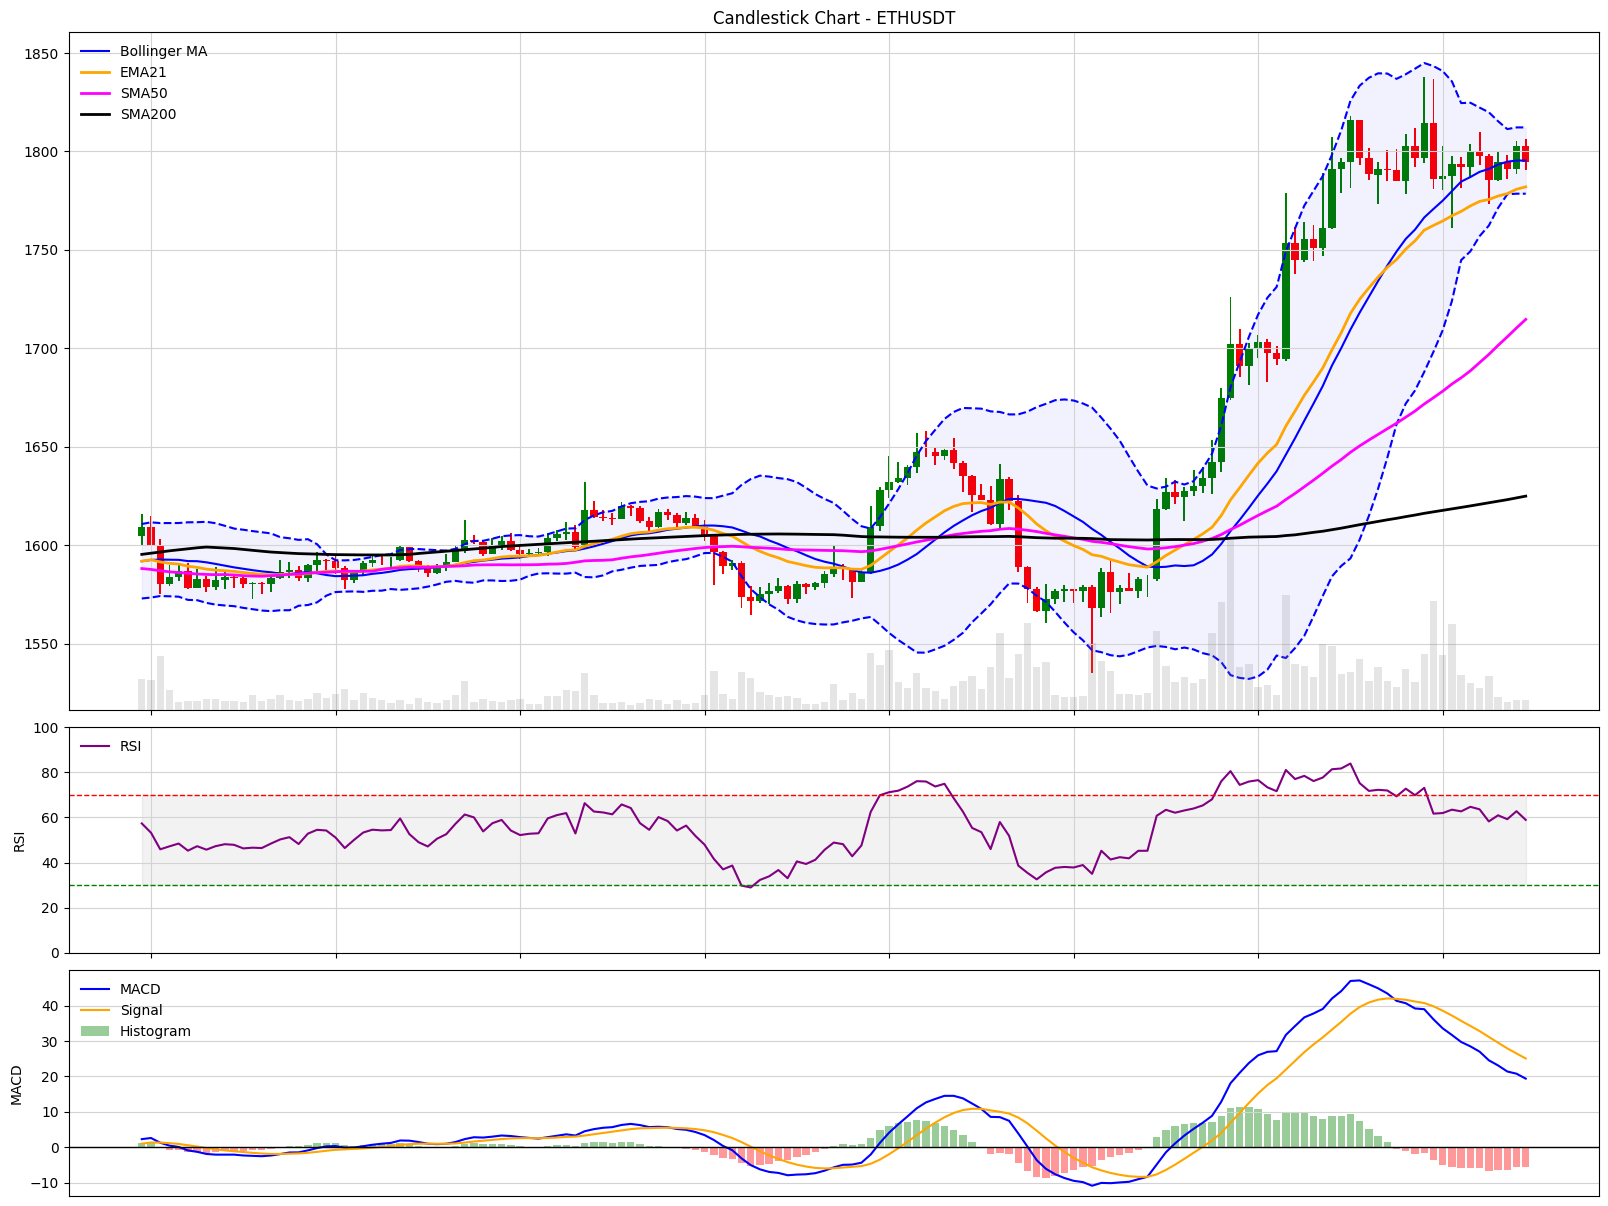 Candlestick Chart - ETHUSDT
Bollinger MA
EMA21
SMA50
SMA200
1850
1800
1750
1700
1650
1600
1550
RSI
100
80
60
40
20
0
RSI
MACD
Signal
Histogram
40
30
20
10
0
−10
MACD